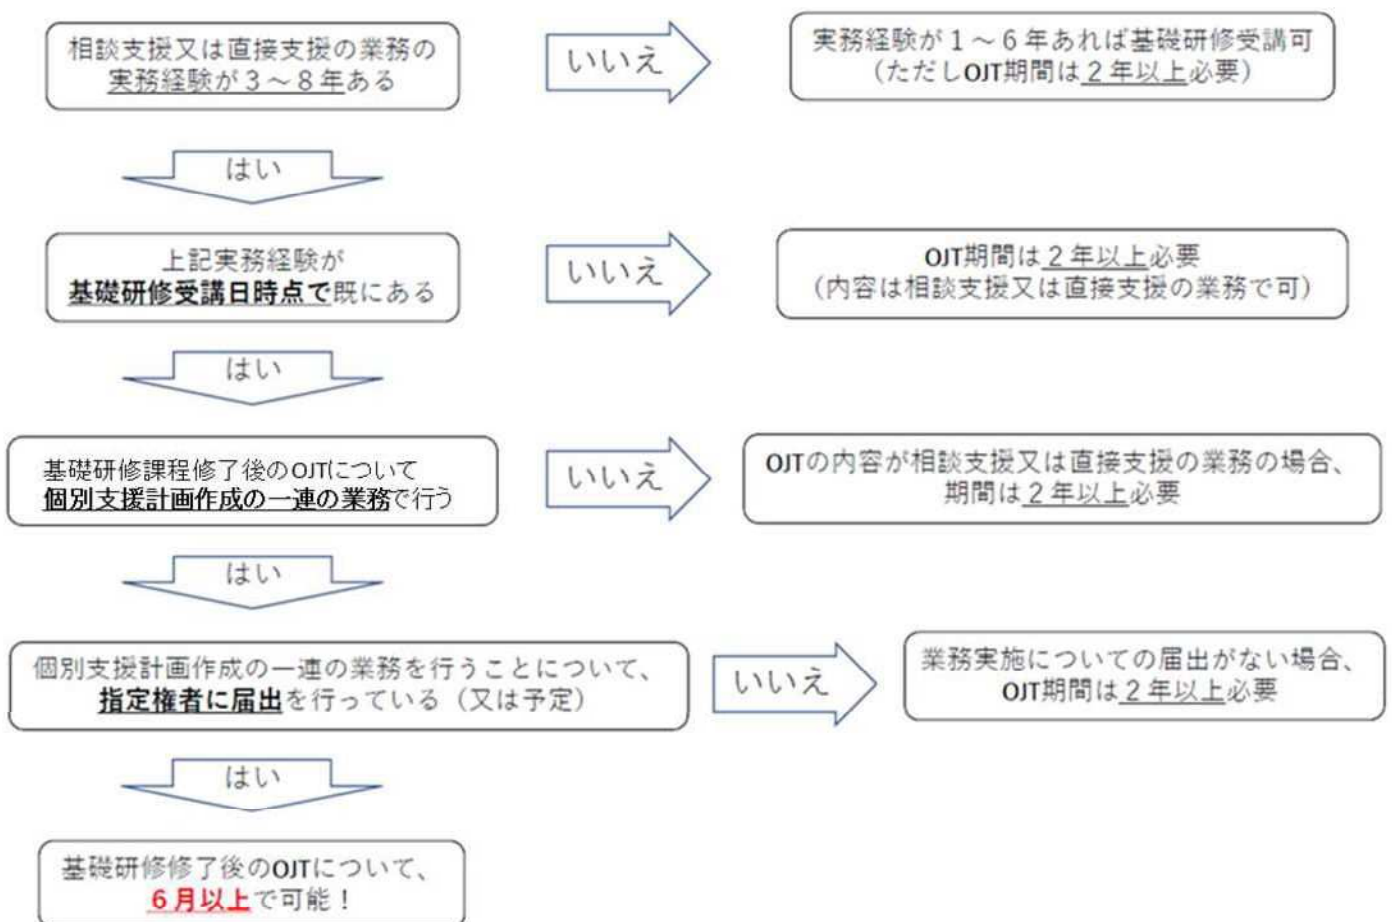 相談支援又は直接支援の業務の
実務経験が３～８年ある
いいえ
実務経験が１～６年あれば基礎研修受講可
（ただしOJT期間は２年以上必要）
はい
上記実務経験が
基礎研修受講日時点で既にある
いいえ
OJT期間は２年以上必要
（内容は相談支援又は直接支援の業務で可）
はい
基礎研修課程修了後のOJTについて
個別支援計画作成の一連の業務で行う
いいえ
OJTの内容が相談支援又は直接支援の業務の場合、
期間は２年以上必要
はい
個別支援計画作成の一連の業務を行うことについて、
指定権者に届出を行っている（又は予定）
いいえ
業務実施についての届出がない場合、
OJT期間は２年以上必要
はい
基礎研修修了後のOJTについて、
６月以上で可能！